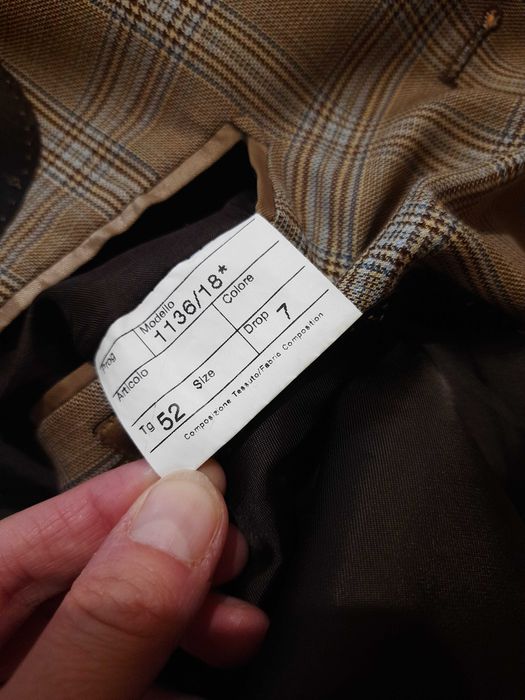 Prog Modello Colore
1136/18*
Articolo Drop 7
Tg 52 Size
Composizione Tessuto/Fabric Composition